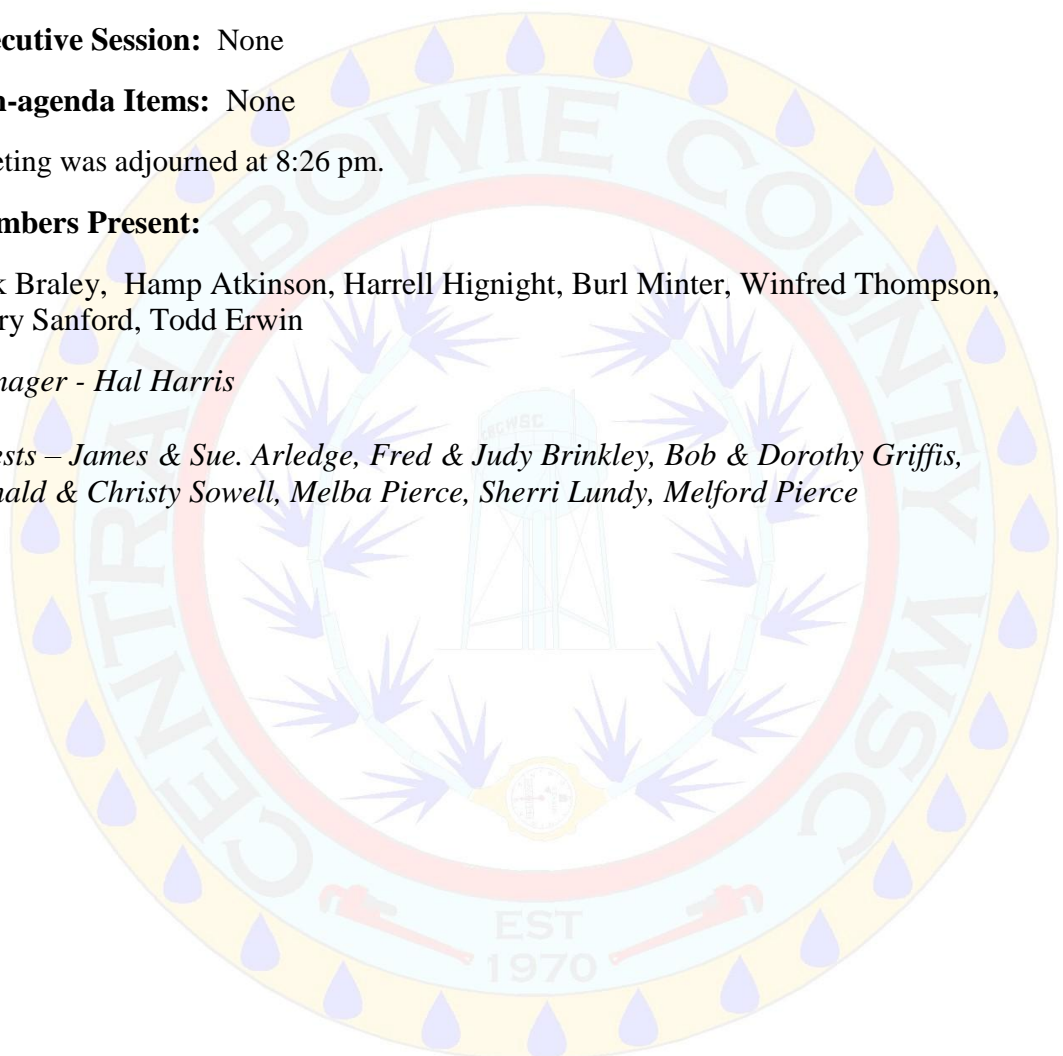 ecutive Session: None
n-agenda Items: None
eting was adjourned at 8:26 pm.
mbers Present:
k Braley, Hamp Atkinson, Harrell Hignight, Burl Minter, Winfred Thompson,
ry Sanford, Todd Erwin
nager - Hal Harris
ests – James & Sue. Arledge, Fred & Judy Brinkley, Bob & Dorothy Griffis,
nald & Christy Sowell, Melba Pierce, Sherri Lundy, Melford Pierce
CENTRAL BOWIE COUNTY WSC
CBCWSC
EST
1970